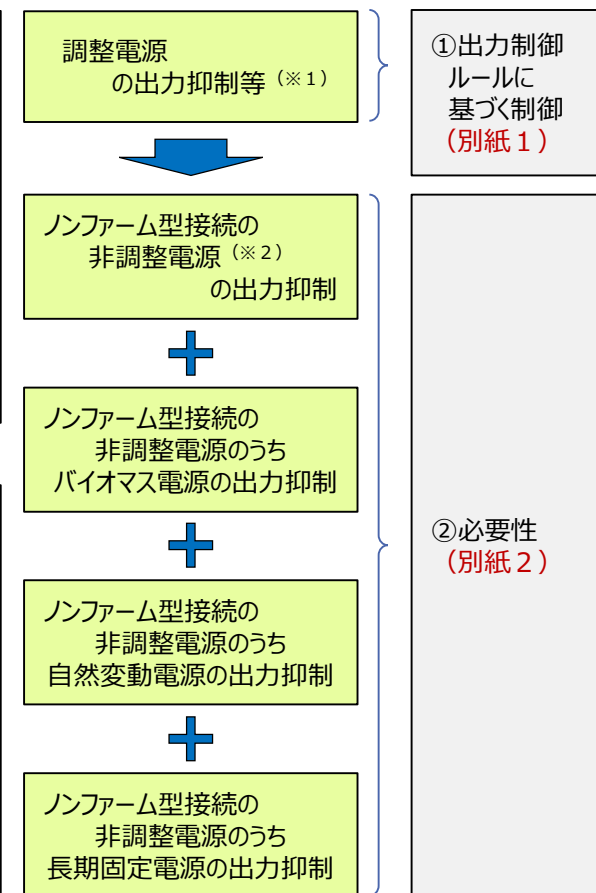 調整電源
の出力抑制等（※１）
①出力制御
ルールに
基づく制御
（別紙１）
ノンファーム型接続の
非調整電源（※２）
の出力抑制
＋
ノンファーム型接続の
非調整電源のうち
バイオマス電源の出力抑制
＋
ノンファーム型接続の
非調整電源のうち
自然変動電源の出力抑制
＋
ノンファーム型接続の
非調整電源のうち
長期固定電源の出力抑制
②必要性
（別紙２）